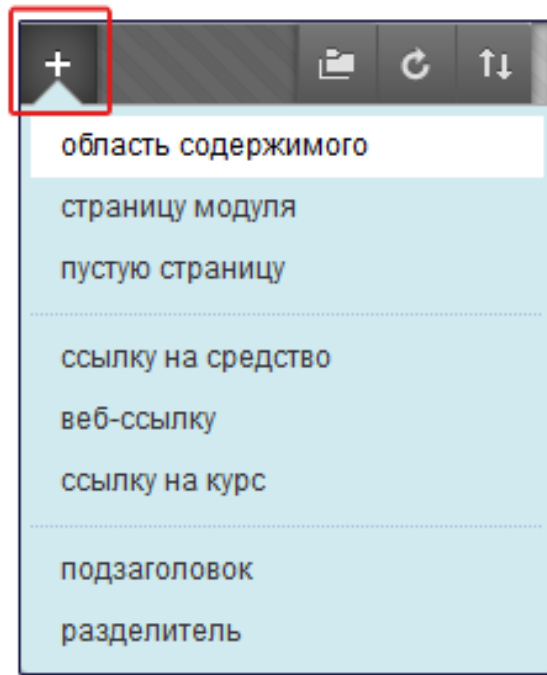 область содержимого
страницу модуля
пустую страницу
ссылку на средство
веб-ссылку
ссылку на курс
подзаголовок
разделитель